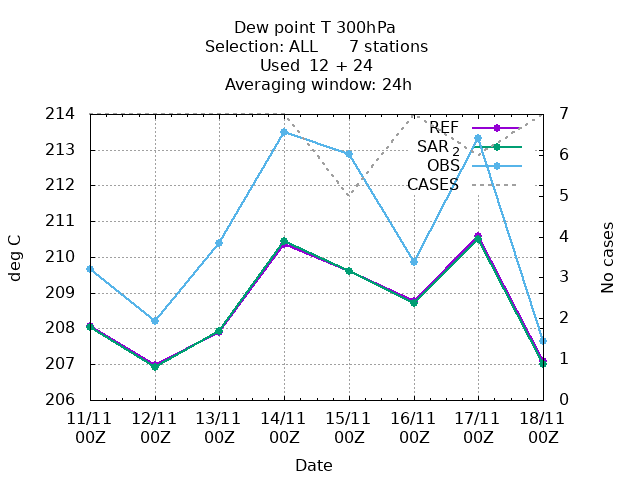 Dew point T 300hPa
Selection: ALL      7 stations
Used  12 + 24
Averaging window: 24h
214
213
212
211
210
209
208
207
206
deg C
7
6
5
4
3
2
1
0
No cases
REF
SAR 2
OBS
CASES
11/11 12/11 13/11 14/11 15/11 16/11 17/11 18/11
00Z 00Z 00Z 00Z 00Z 00Z 00Z 00Z
Date